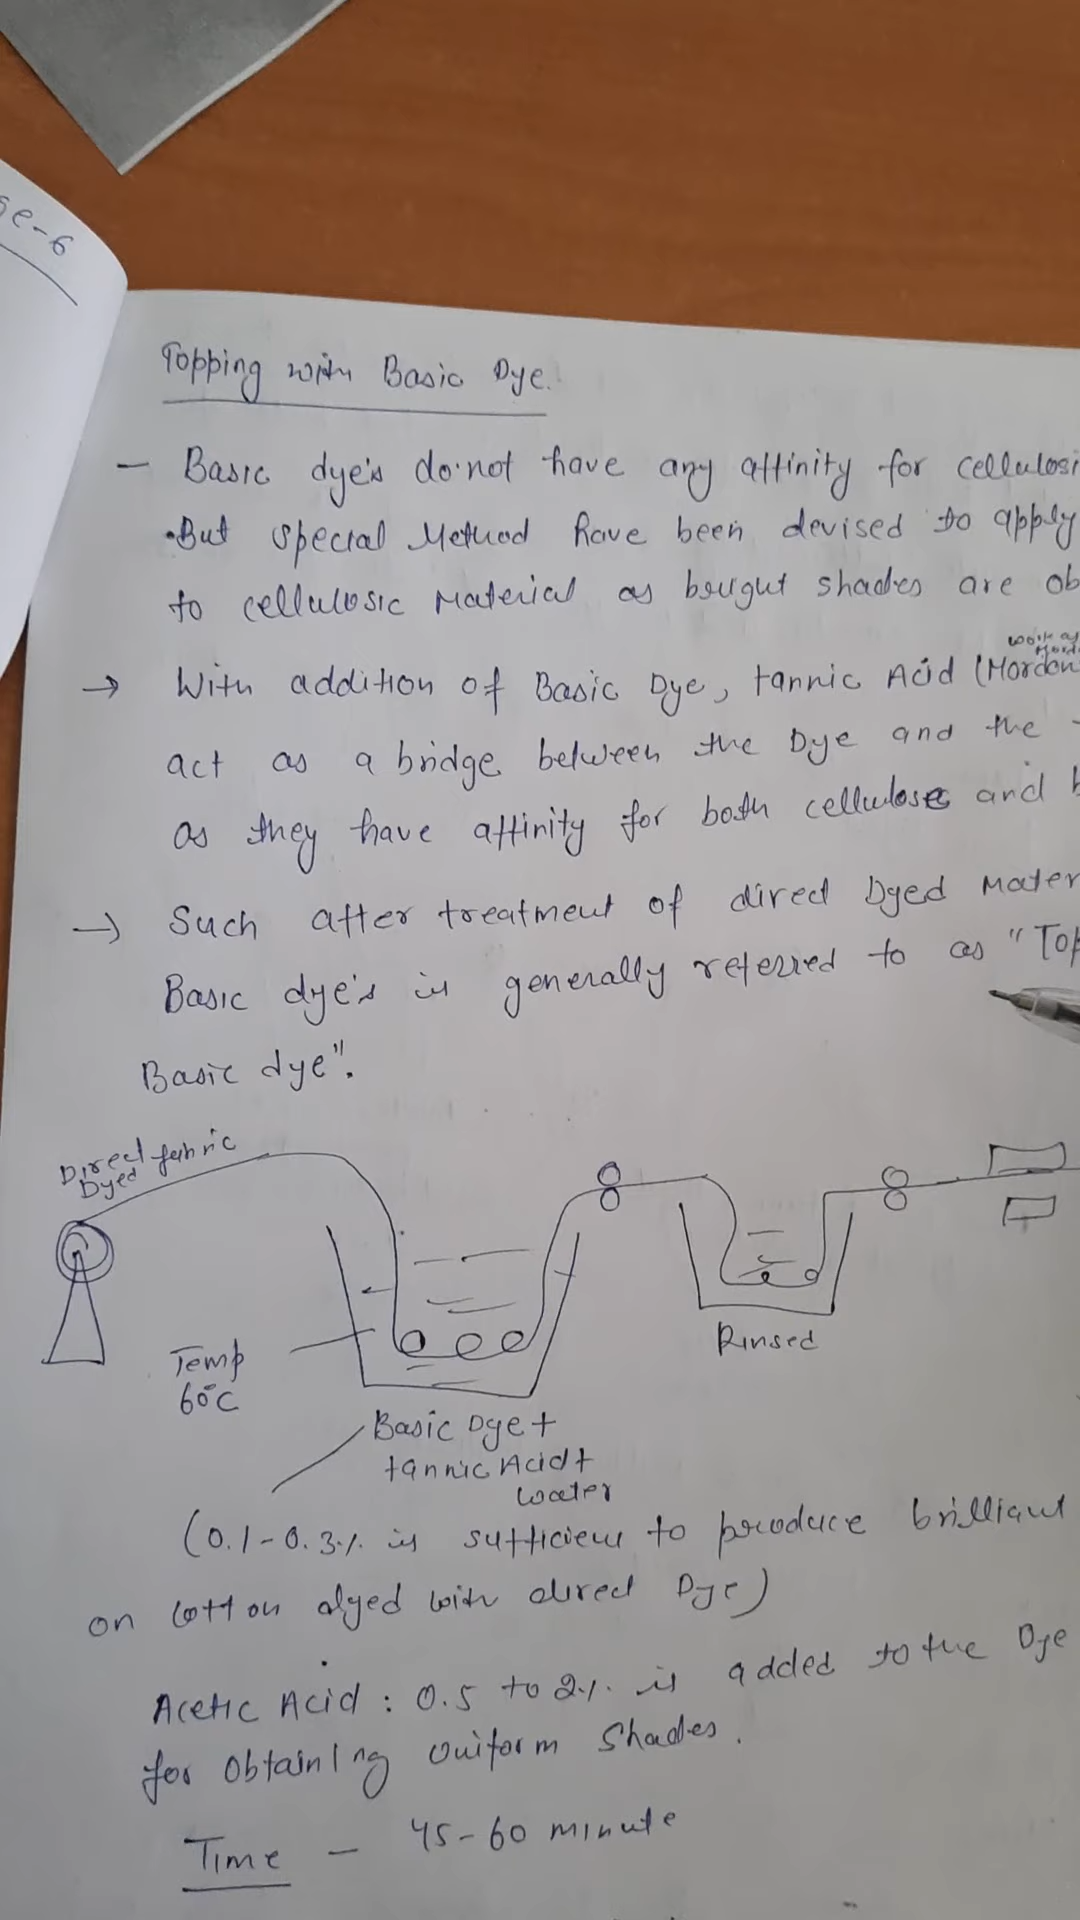 ge-6
Topping with Basic Dye.
- Basic dye's do not have any affinity for cellulosi
But special Method have been devised to apply
to cellulosic Material as bright shades are ob
work as
Mord
→ With addition of Basic Dye, tannic Acid (Mordan
act as a bridge between the Dye and the
as they have affinity for both cellulose and b
→ Such after treatment of direct Dyed Mater
Basic dye's is generally referred to as "Top
Basic dye".
Direct fabric
Dyed
Temp
60°C
Rinsed
Basic Dye +
tannic Acid +
water
(0.1-0.3% is sufficient to produce brilliant
on cotton dyed with direct Dye)
Acetic Acid : 0.5 to 2% is added to the Dye
for obtaining uniform shades.
Time - 45-60 minute